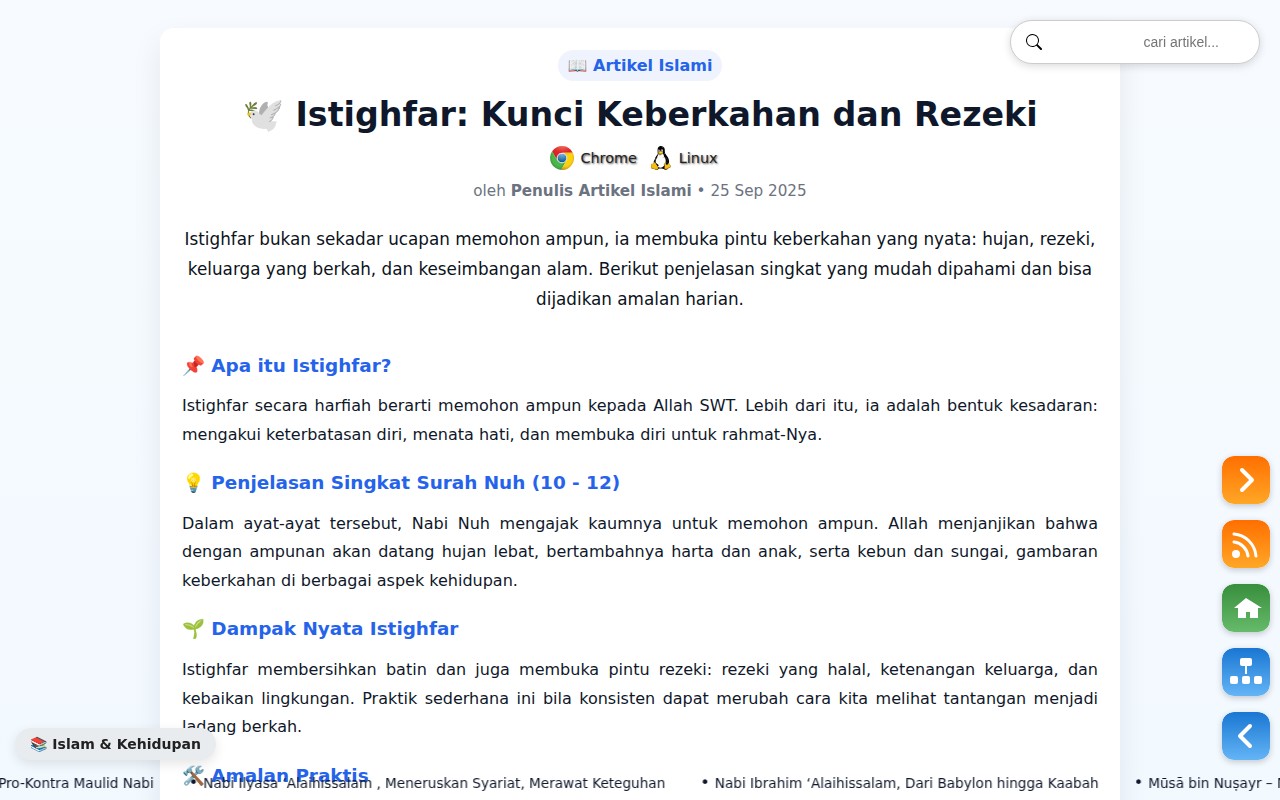 cari artikel...
📖 Artikel Islami
🕊️ Istighfar: Kunci Keberkahan dan Rezeki
Chrome Linux
oleh Penulis Artikel Islami • 25 Sep 2025
Istighfar bukan sekadar ucapan memohon ampun, ia membuka pintu keberkahan yang nyata: hujan, rezeki,
keluarga yang berkah, dan keseimbangan alam. Berikut penjelasan singkat yang mudah dipahami dan bisa
dijadikan amalan harian.
📌 Apa itu Istighfar?
Istighfar secara harfiah berarti memohon ampun kepada Allah SWT. Lebih dari itu, ia adalah bentuk kesadaran:
mengakui keterbatasan diri, menata hati, dan membuka diri untuk rahmat-Nya.
💡 Penjelasan Singkat Surah Nuh (10 - 12)
Dalam ayat-ayat tersebut, Nabi Nuh mengajak kaumnya untuk memohon ampun. Allah menjanjikan bahwa
dengan ampunan akan datang hujan lebat, bertambahnya harta dan anak, serta kebun dan sungai, gambaran
keberkahan di berbagai aspek kehidupan.
🌱 Dampak Nyata Istighfar
Istighfar membersihkan batin dan juga membuka pintu rezeki: rezeki yang halal, ketenangan keluarga, dan
kebaikan lingkungan. Praktik sederhana ini bila konsisten dapat merubah cara kita melihat tantangan menjadi
ladang berkah.
📚 Islam & Kehidupan
🛠️ Amalan Praktis
Pro-Kontra Maulid Nabi • Nabi Ilyasa ‘Alaihissalam , Meneruskan Syariat, Merawat Keteguhan • Nabi Ibrahim ‘Alaihissalam, Dari Babylon hingga Kaabah • Mūsā bin Nuṣayr –